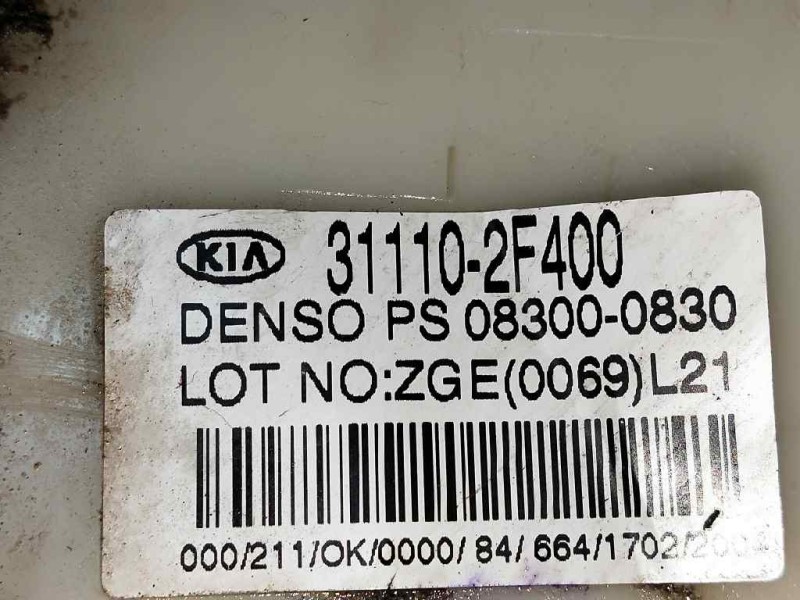 KIA 31110-2F400
DENSO PS 08300-0830
LOT NO:ZGE(0069)L21
000/211/OK/0000/84/664/1702/